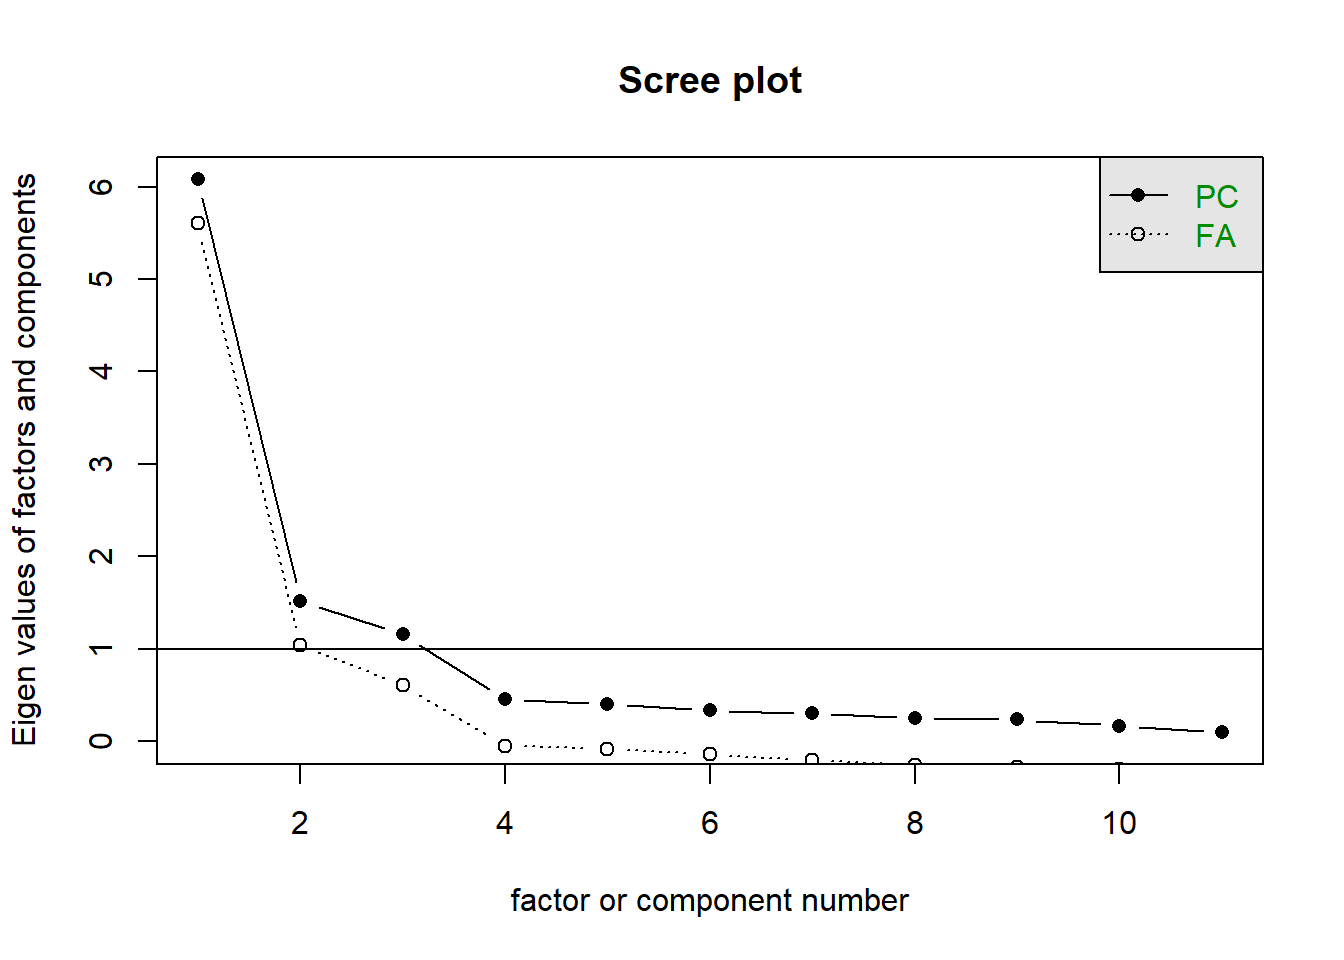 Scree plot
Eigen values of factors and components
6
5
4
3
2
1
0
PC
FA
2
4
6
8
10
factor or component number